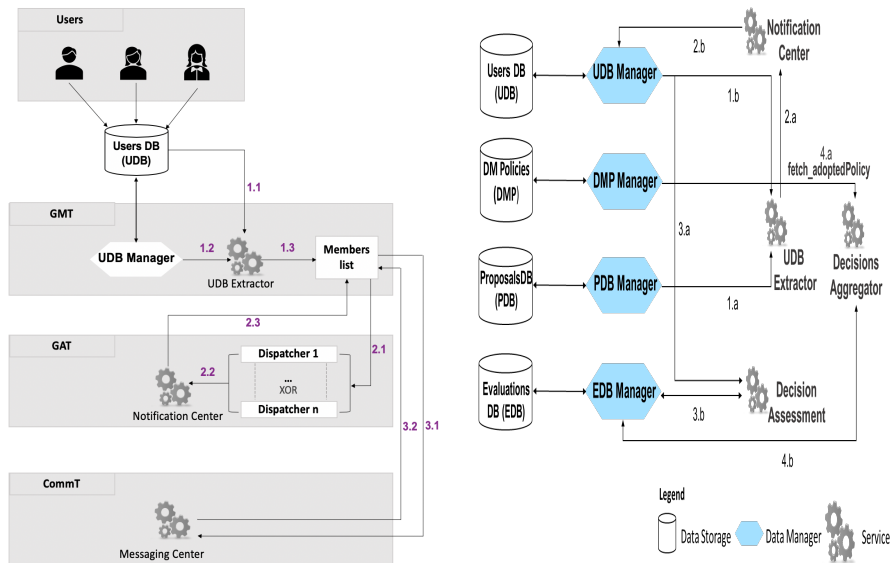 Users
Users DB
(UDB)
1.1
GMT
UDB Manager
1.2
UDB Extractor
1.3
Members
list
2.3
2.1
GAT
Dispatcher 1
...
XOR
Dispatcher n
2.2
Notification Center
3.2
3.1
CommT
Messaging Center
Users DB
(UDB)
UDB Manager
2.b
Notification
Center
1.b
2.a
DM Policies
(DMP)
DMP Manager
4.a
fetch_adoptedPolicy
3.a
UDB
Extractor
Decisions
Aggregator
ProposalsDB
(PDB)
PDB Manager
1.a
Evaluations
DB (EDB)
EDB Manager
3.b
Decision
Assessment
4.b
Legend
Data Storage
Data Manager
Service